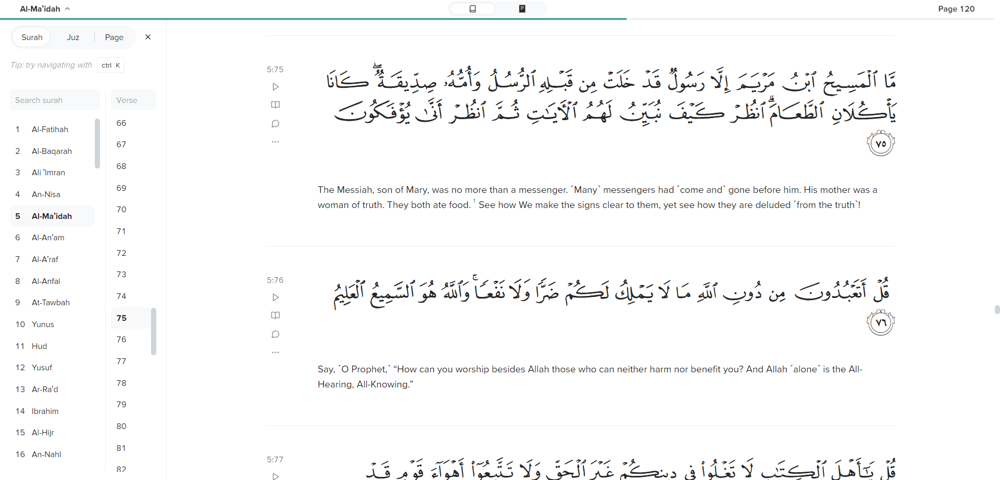 Al-Ma'idah
Page 120
Surah
Juz
Page
Tip: try navigating with ctrl K
Search surah
Verse
1 Al-Fatihah
2 Al-Baqarah
3 Ali 'Imran
4 An-Nisa
5 Al-Ma'idah
6 Al-An'am
7 Al-A'raf
8 Al-Anfal
9 At-Tawbah
10 Yunus
11 Hud
12 Yusuf
13 Ar-Ra'd
14 Ibrahim
15 Al-Hijr
16 An-Nahl
66
67
68
69
70
71
72
73
74
75
76
77
78
79
80
81
82
5:75
مَّا ٱلْمَسِيحُ ٱبْنُ مَرْيَمَ إِلَّا رَسُولٌ قَدْ خَلَتْ مِن قَبْلِهِ ٱلرُّسُلُ وَأُمُّهُۥ صِدِّيقَةٌ ۖ كَانَا
يَأْكُلَانِ ٱلطَّعَامَ ۗ ٱنظُرْ كَيْفَ نُبَيِّنُ لَهُمُ ٱلْـَٔايَـٰتِ ثُمَّ ٱنظُرْ أَنَّىٰ يُؤْفَكُونَ
٧٥
The Messiah, son of Mary, was no more than a messenger. ˹Many˺ messengers had ˹come and˺ gone before him. His mother was a
woman of truth. They both ate food. 1 See how We make the signs clear to them, yet see how they are deluded ˹from the truth˺!
5:76
قُلْ أَتَعْبُدُونَ مِن دُونِ ٱللَّهِ مَا لَا يَمْلِكُ لَكُمْ ضَرًّا وَلَا نَفْعًا ۚ وَٱللَّهُ هُوَ ٱلسَّمِيعُ ٱلْعَلِيمُ
٧٦
Say, ˹O Prophet,˺ “How can you worship besides Allah those who can neither harm nor benefit you? And Allah ˹alone˺ is the All-
Hearing, All-Knowing.”
5:77
قُلْ يَـٰٓأَهْلَ ٱلْكِتَـٰبِ لَا تَغْلُوا۟ فِى دِينِكُمْ غَيْرَ ٱلْحَقِّ وَلَا تَتَّبِعُوٓا۟ أَهْوَآءَ قَوْمٍ قَدْ